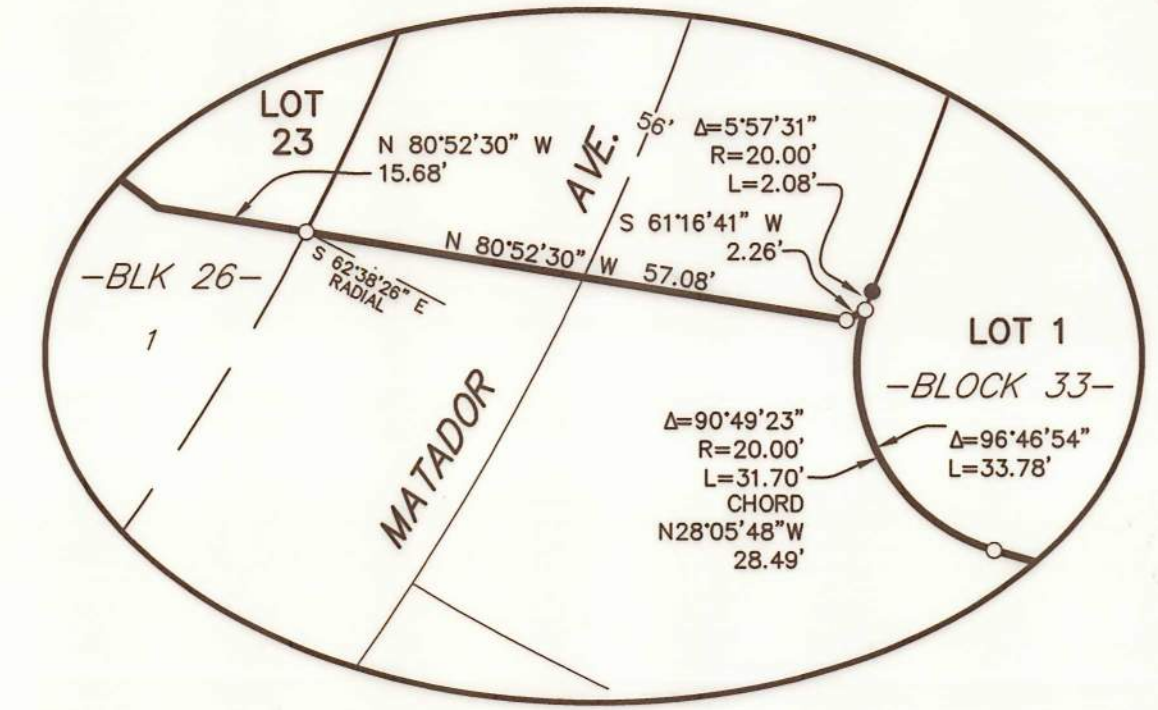 LOT
23
N 80°52'30" W
15.68'
AVE.
56'
Δ=5°57'31"
R=20.00'
L=2.08'
S 61°16'41" W
2.26'
N 80°52'30" W 57.08'
S 62°38'26" E
RADIAL
-BLK 26-
1
MATADOR
LOT 1
-BLOCK 33-
Δ=90°49'23"
R=20.00'
L=31.70'
CHORD
N28°05'48"W
28.49'
Δ=96°46'54"
L=33.78'